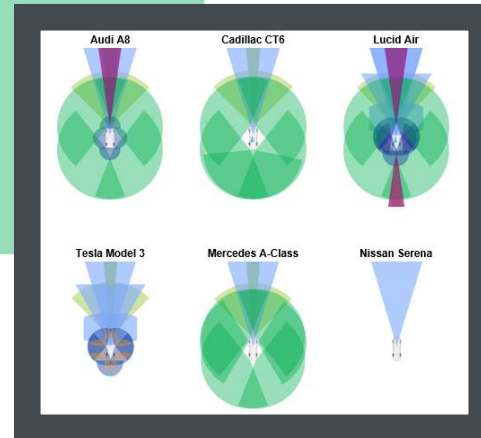 Audi A8
Cadillac CT6
Lucid Air
Tesla Model 3
Mercedes A-Class
Nissan Serena